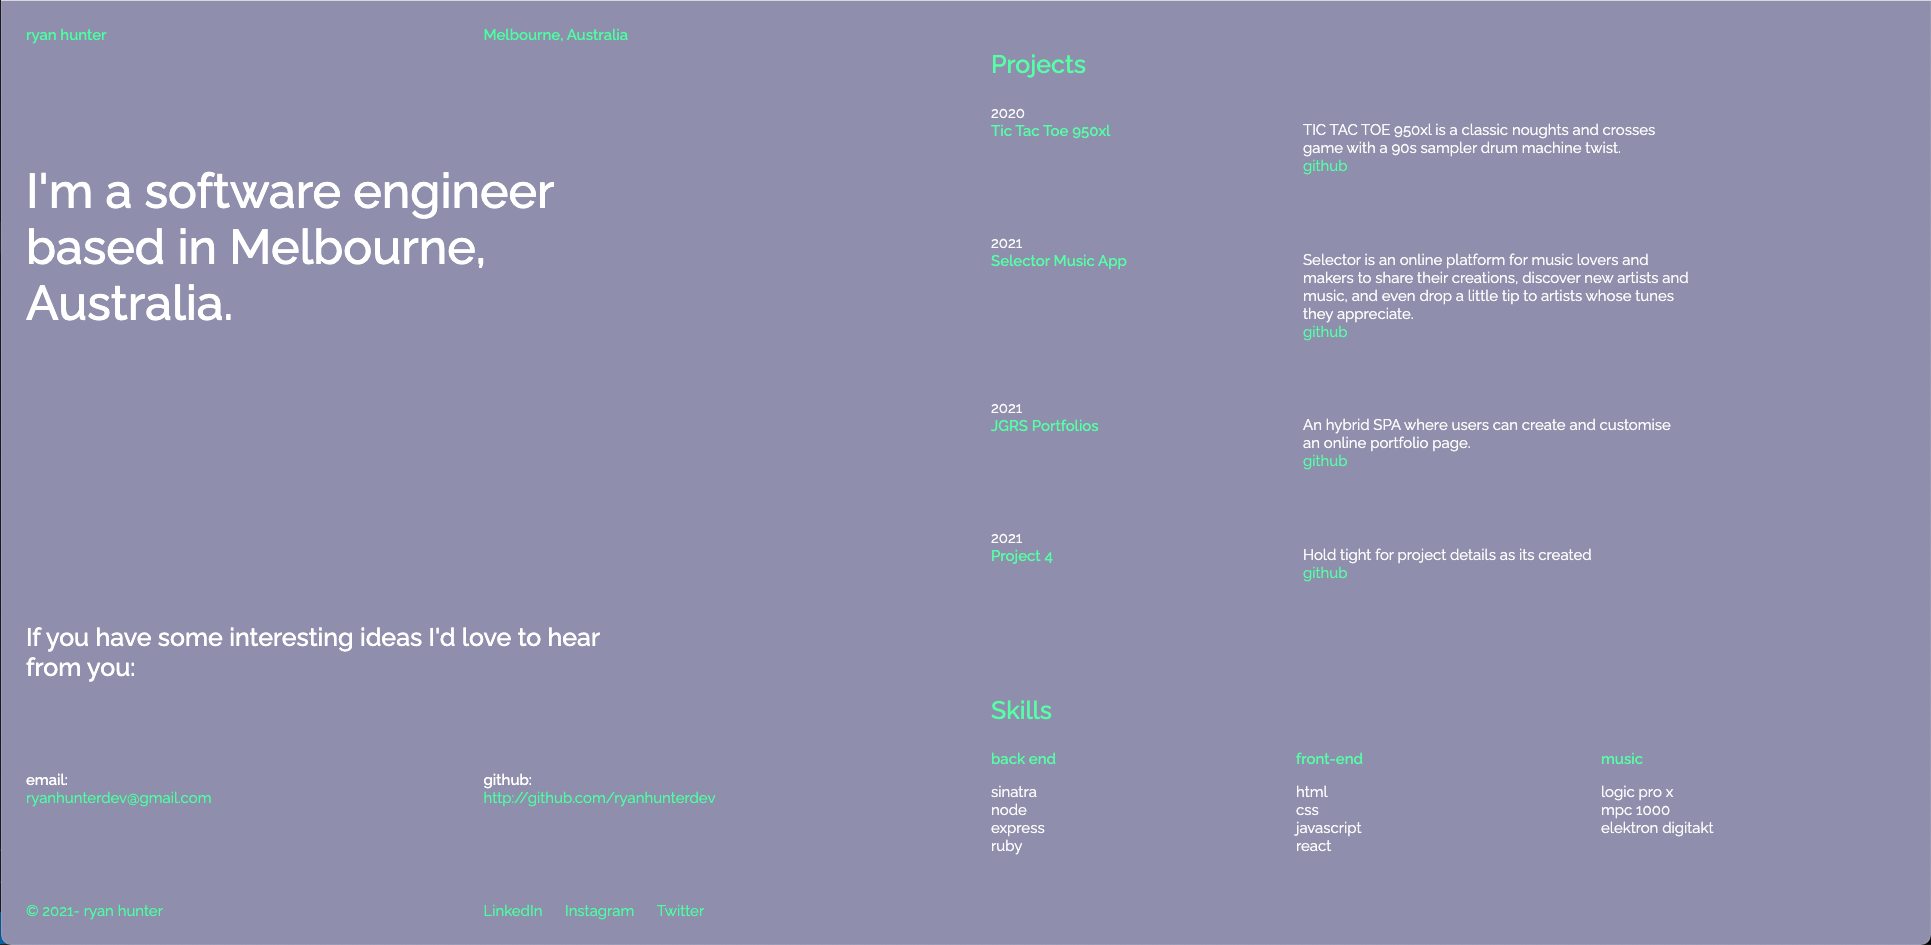 ryan hunter
Melbourne, Australia
I'm a software engineer
based in Melbourne,
Australia.
If you have some interesting ideas I'd love to hear
from you:
email:
ryanhunterdev@gmail.com
github:
http://github.com/ryanhunterdev
© 2021- ryan hunter
LinkedIn
Instagram
Twitter
Projects
2020
Tic Tac Toe 950xl
TIC TAC TOE 950xl is a classic noughts and crosses
game with a 90s sampler drum machine twist.
github
2021
Selector Music App
Selector is an online platform for music lovers and
makers to share their creations, discover new artists and
music, and even drop a little tip to artists whose tunes
they appreciate.
github
2021
JGRS Portfolios
An hybrid SPA where users can create and customise
an online portfolio page.
github
2021
Project 4
Hold tight for project details as its created
github
Skills
back end
sinatra
node
express
ruby
front-end
html
css
javascript
react
music
logic pro x
mpc 1000
elektron digitakt